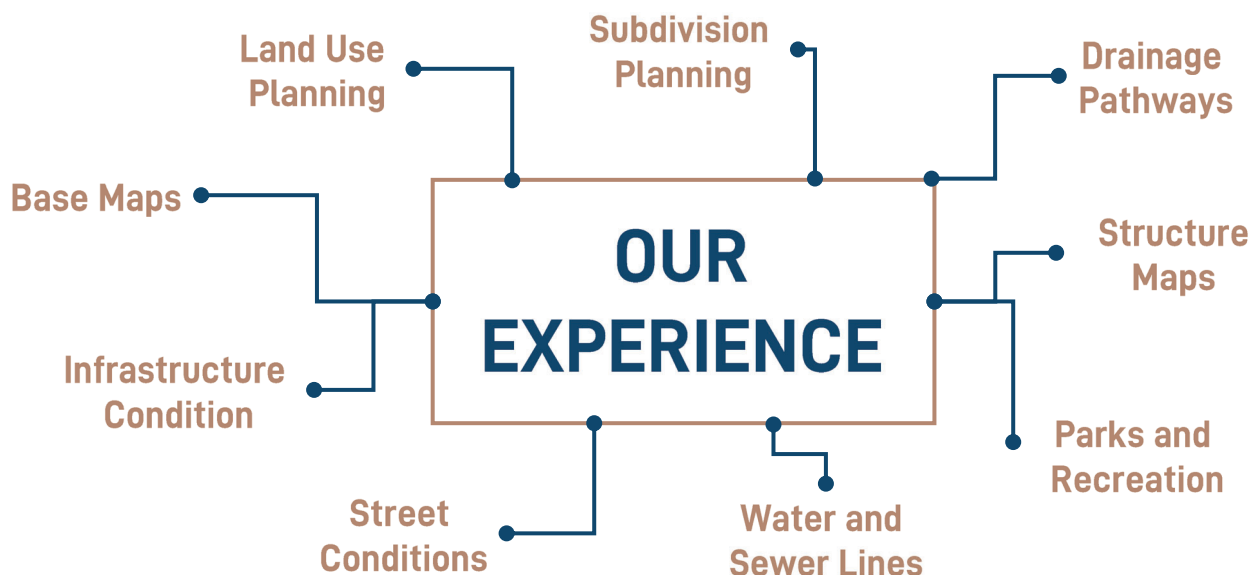 Land Use
Planning
Subdivision
Planning
Drainage
Pathways
Base Maps
OUR
EXPERIENCE
Structure
Maps
Infrastructure
Condition
Parks and
Recreation
Street
Conditions
Water and
Sewer Lines